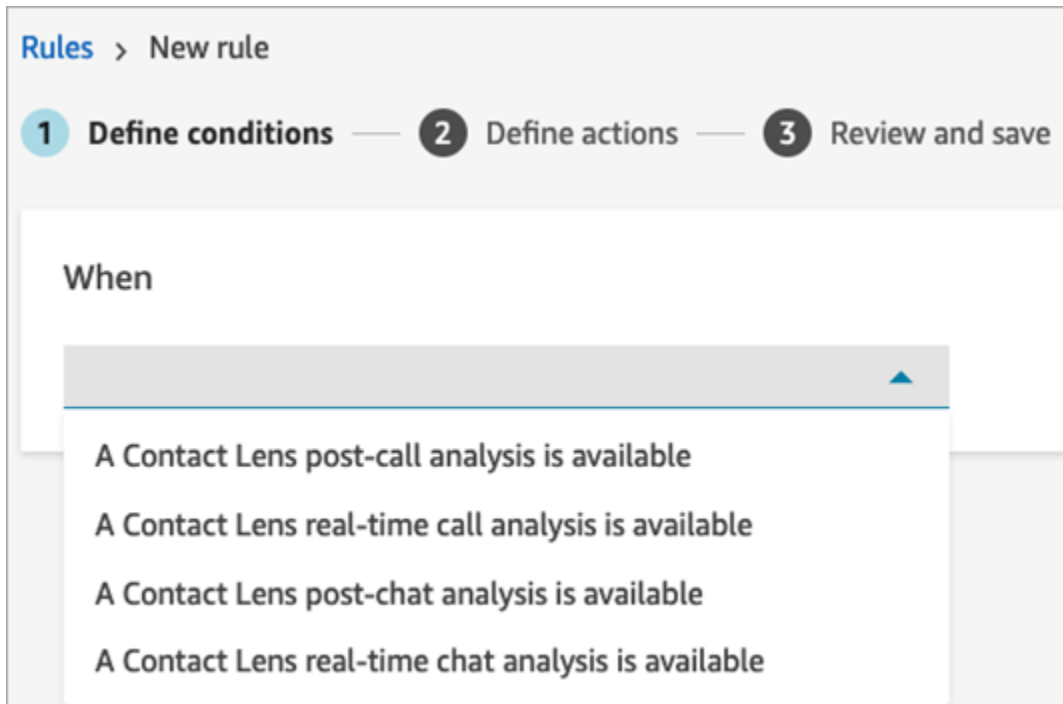 Rules > New rule
1 Define conditions 2 Define actions 3 Review and save
When
A Contact Lens post-call analysis is available
A Contact Lens real-time call analysis is available
A Contact Lens post-chat analysis is available
A Contact Lens real-time chat analysis is available